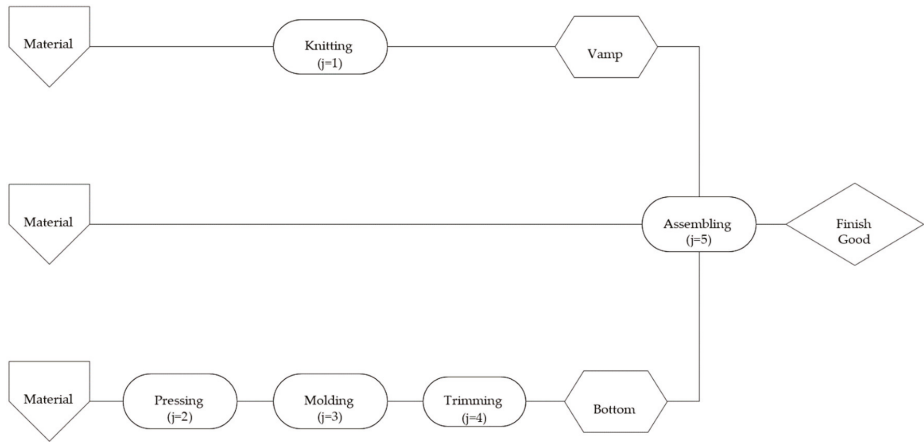 Material
Knitting
(j=1)
Vamp
Material
Assembling
(j=5)
Finish
Good
Material
Pressing
(j=2)
Molding
(j=3)
Trimming
(j=4)
Bottom